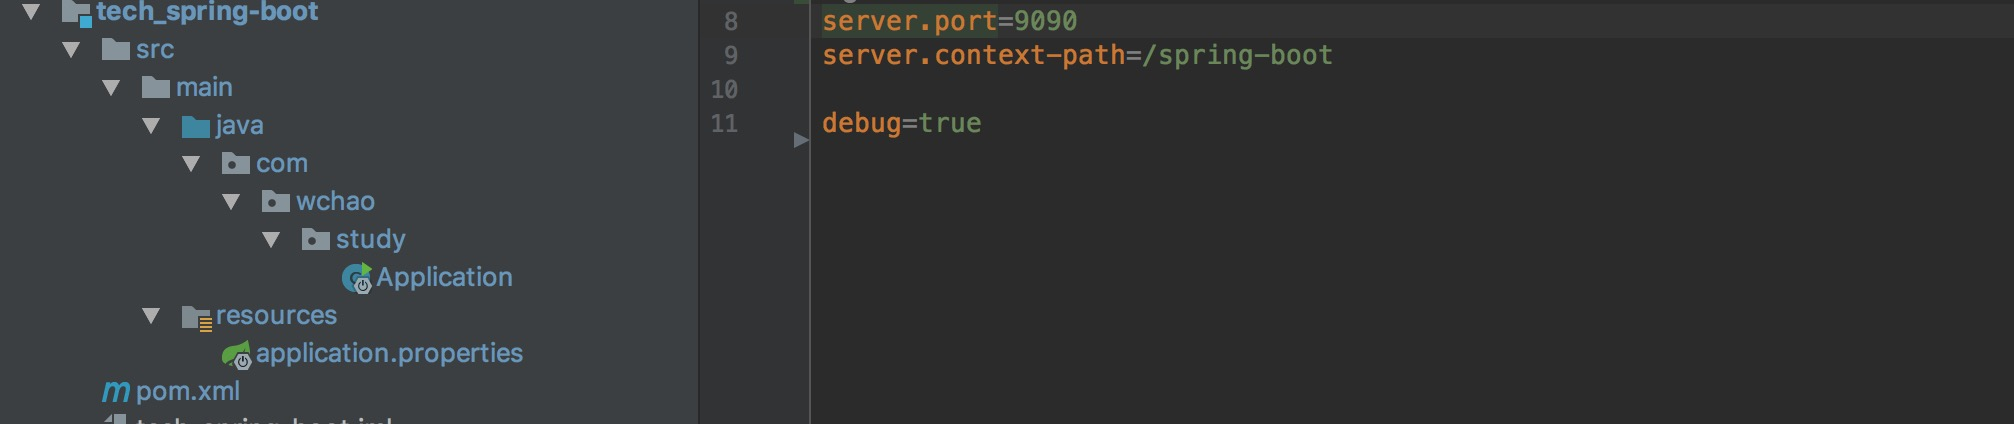 tech_spring-boot
src
main
java
com
wchao
study
Application
resources
application.properties
pom.xml
8 server.port=9090
9 server.context-path=/spring-boot
10
11 debug=true